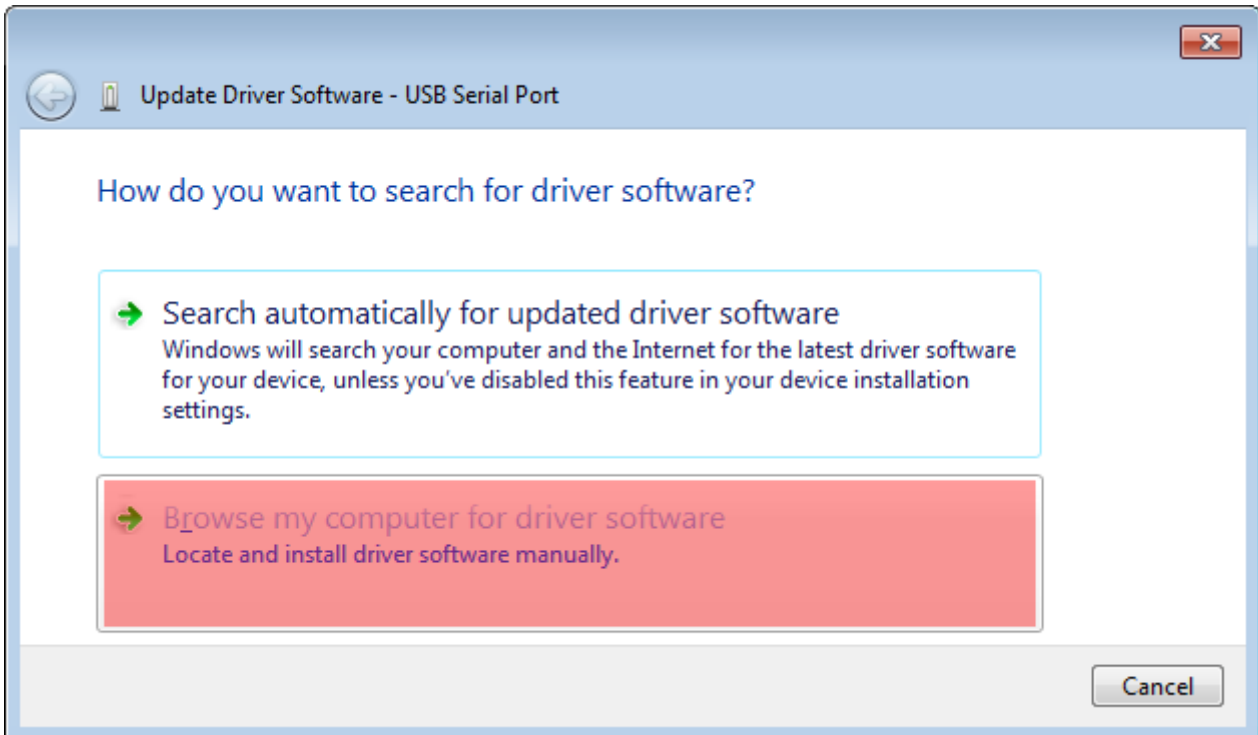 Update Driver Software - USB Serial Port
How do you want to search for driver software?
Search automatically for updated driver software
Windows will search your computer and the Internet for the latest driver software
for your device, unless you've disabled this feature in your device installation
settings.
Browse my computer for driver software
Locate and install driver software manually.
Cancel